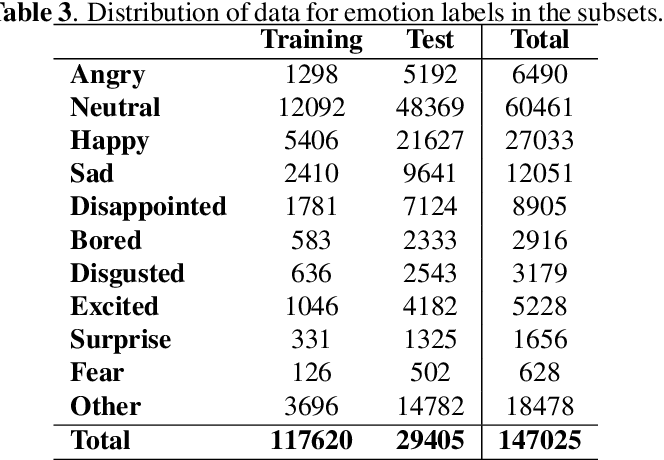 Table 3. Distribution of data for emotion labels in the subsets.
Training Test Total
Angry 1298 5192 6490
Neutral 12092 48369 60461
Happy 5406 21627 27033
Sad 2410 9641 12051
Disappointed 1781 7124 8905
Bored 583 2333 2916
Disgusted 636 2543 3179
Excited 1046 4182 5228
Surprise 331 1325 1656
Fear 126 502 628
Other 3696 14782 18478
Total 117620 29405 147025